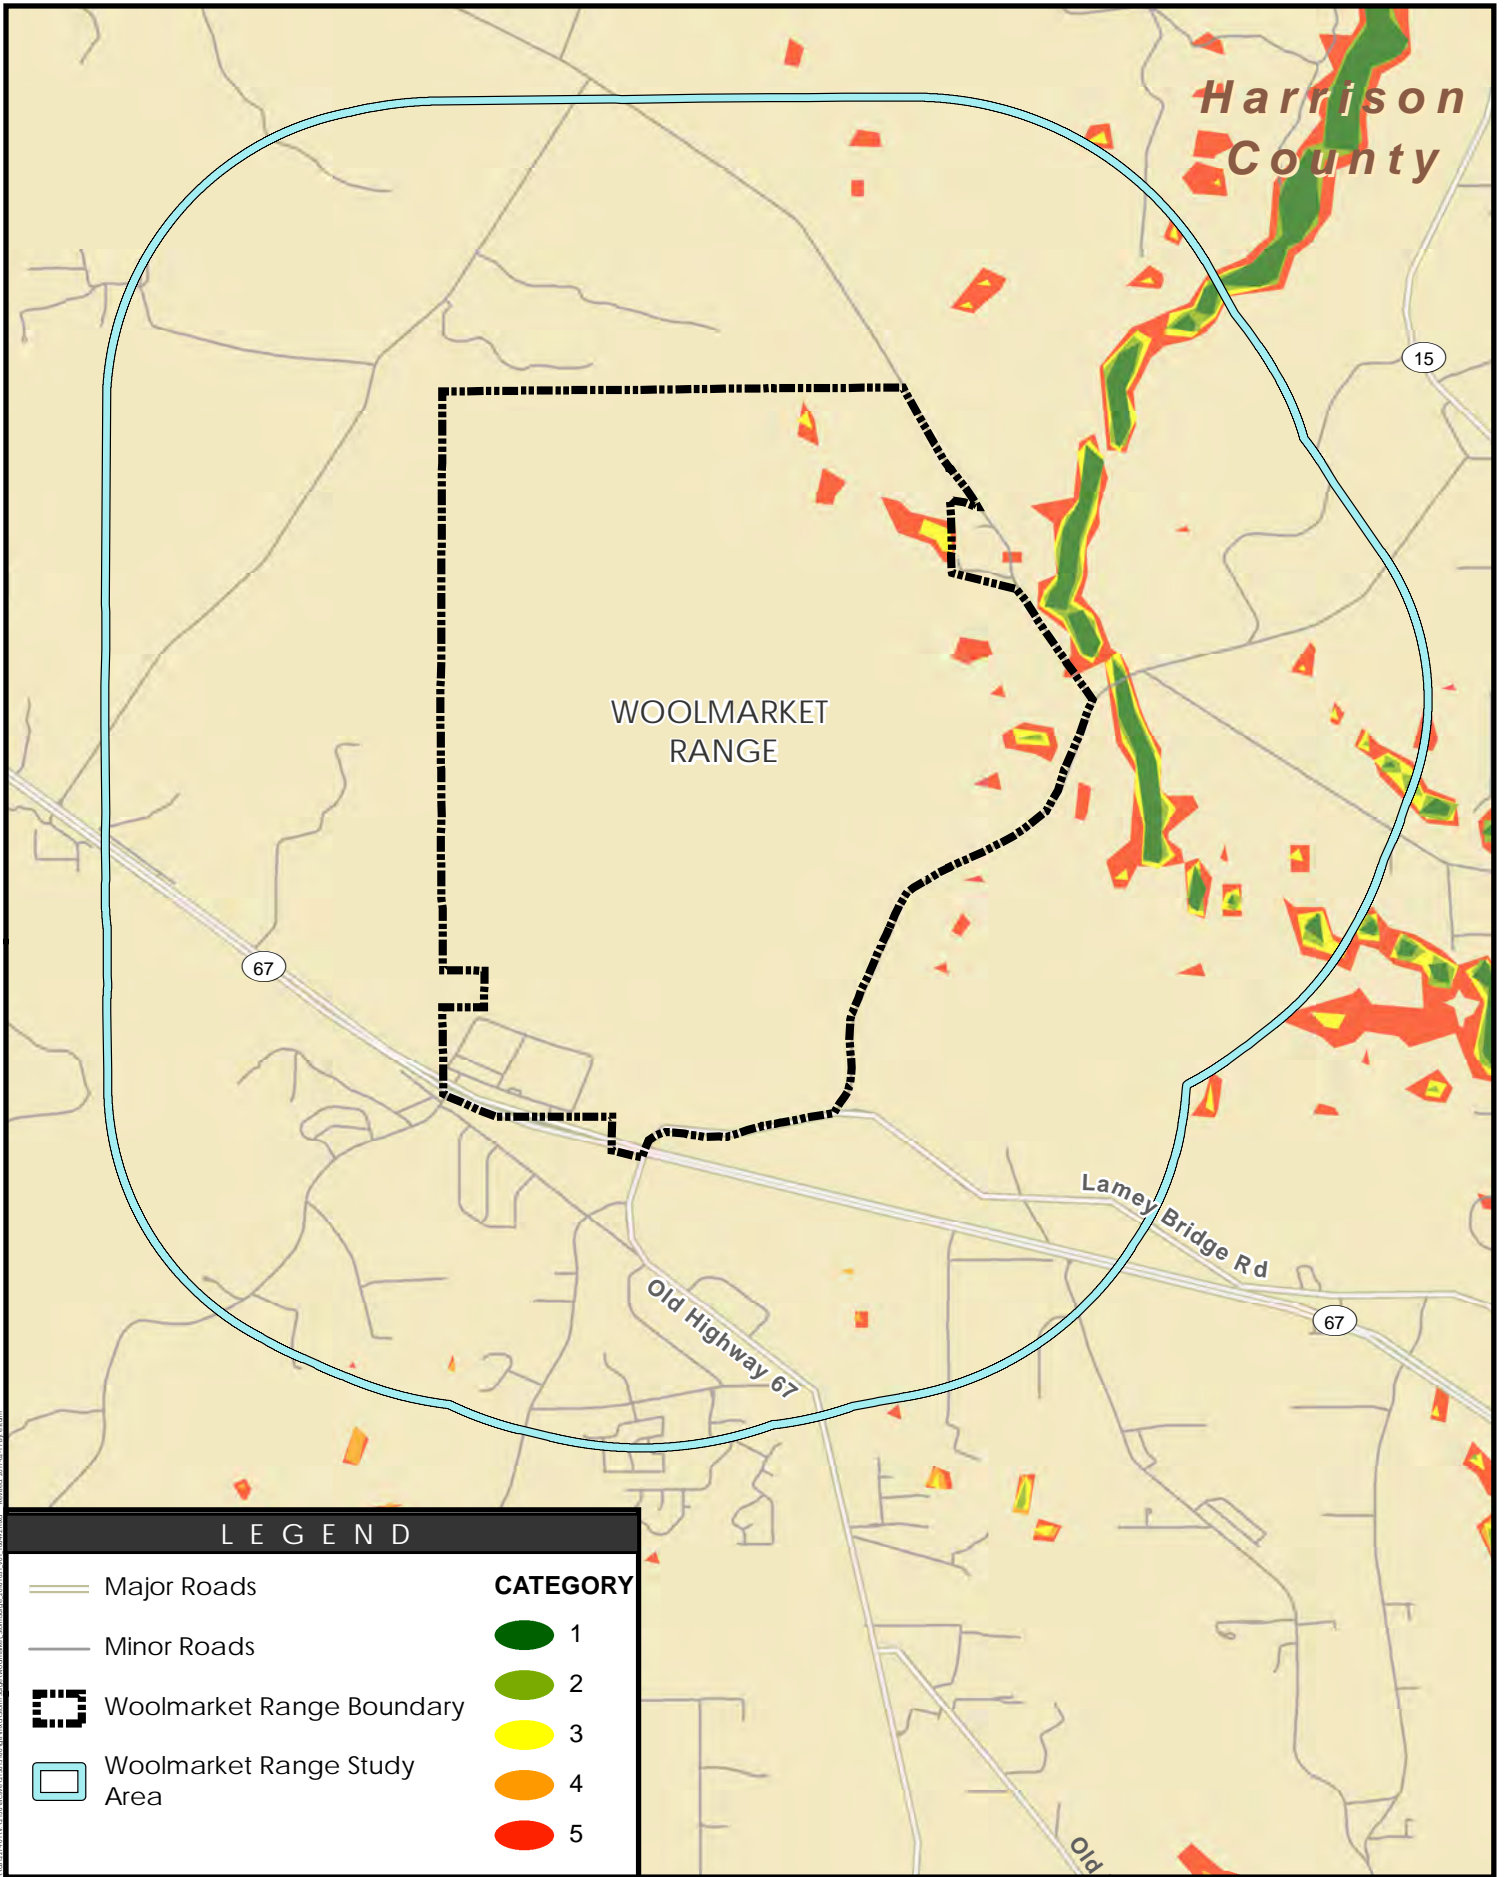 Harrison
County
15
WOOLMARKET
RANGE
67
Lamey Bridge Rd
Old Highway 67
67
Old
LEGEND
Major Roads
Minor Roads
Woolmarket Range Boundary
Woolmarket Range Study
Area
CATEGORY
1
2
3
4
5